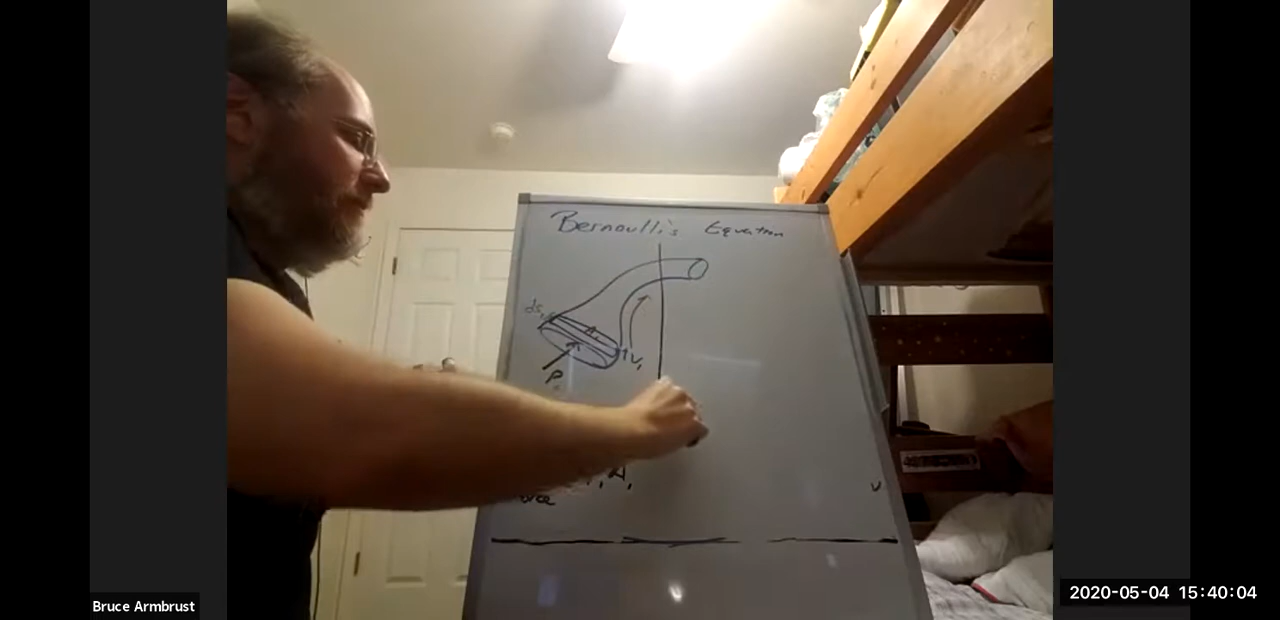 Bernoulli's Equation
ds,
A,
v,
P
A,
v
Bruce Armbrust
2020-05-04 15:40:04